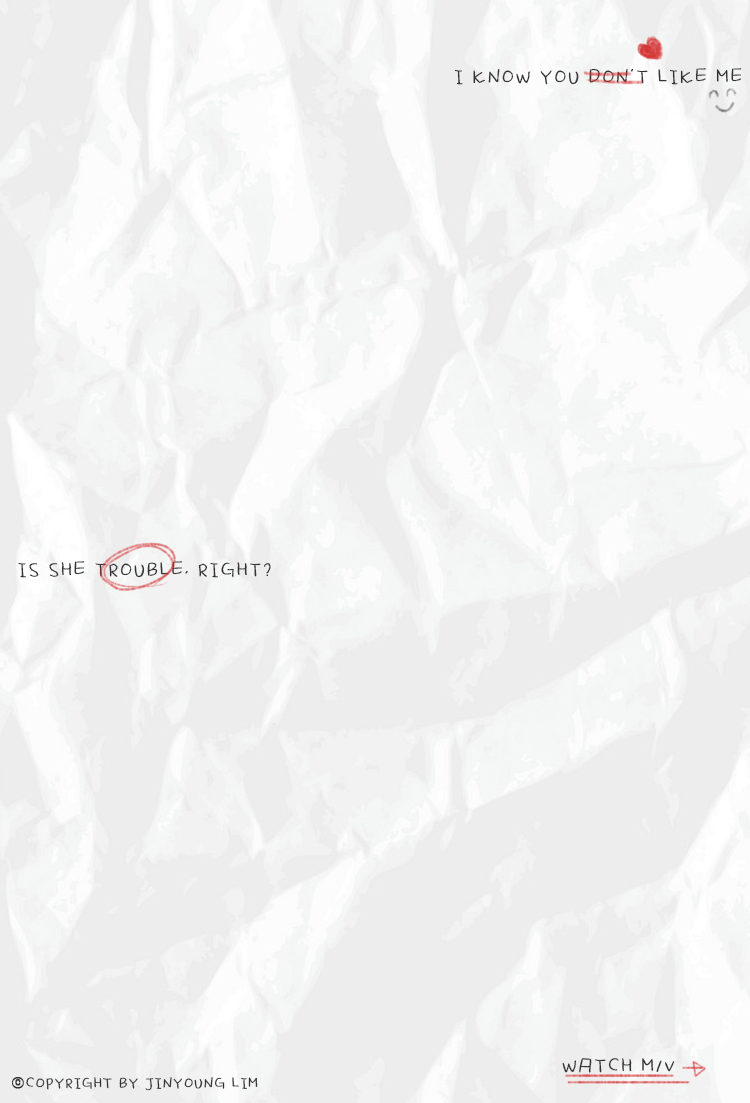 I KNOW YOU DON'T LIKE ME
IS SHE TROUBLE. RIGHT?
WATCH M/V
©COPYRIGHT BY JINYOUNG LIM